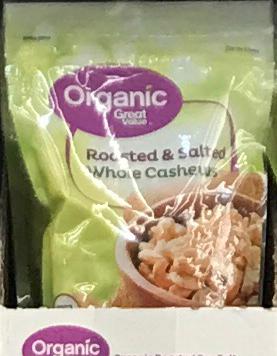 Organic
Great
Value
Roasted & Salted
Whole Cashews
Organic